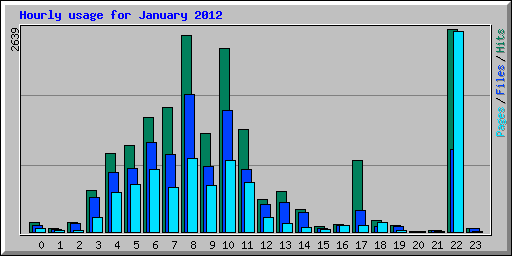 Hourly usage for January 2012
2639
Pages/Files/Hits
0 1 2 3 4 5 6 7 8 9 10 11 12 13 14 15 16 17 18 19 20 21 22 23